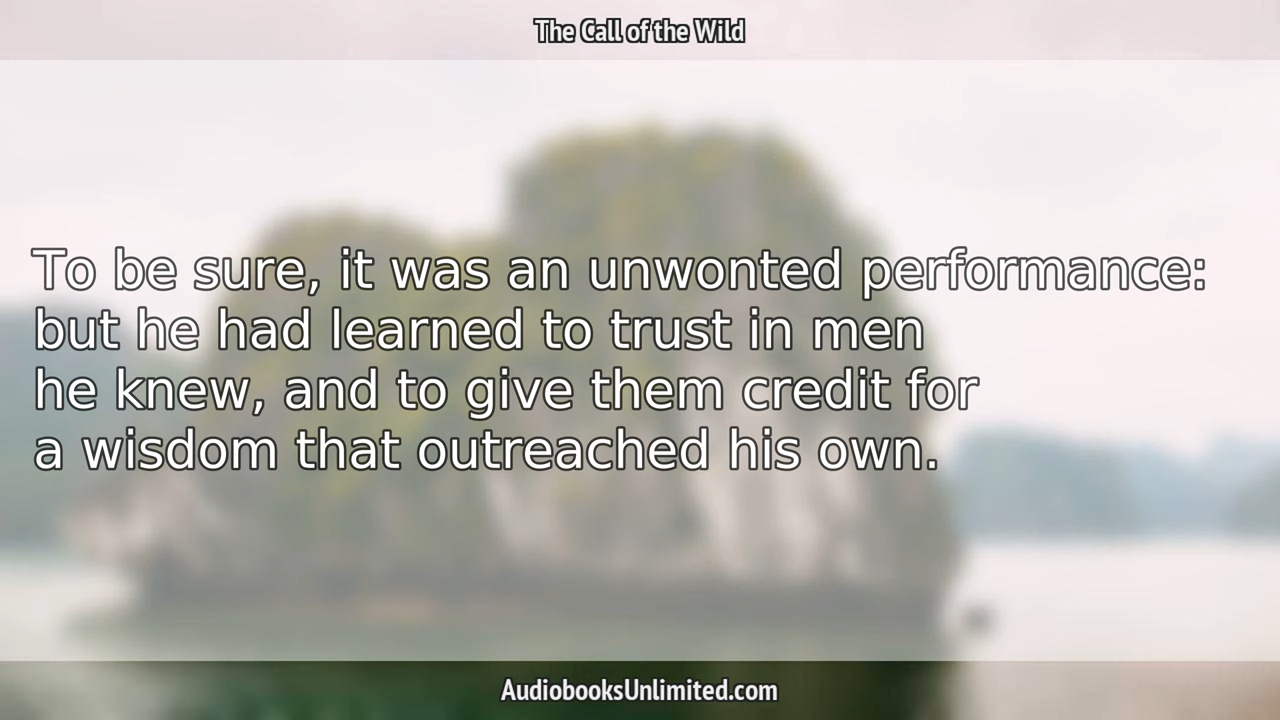 The Call of the Wild
To be sure, it was an unwonted performance:
but he had learned to trust in men
he knew, and to give them credit for
a wisdom that outreached his own.
AudiobooksUnlimited.com